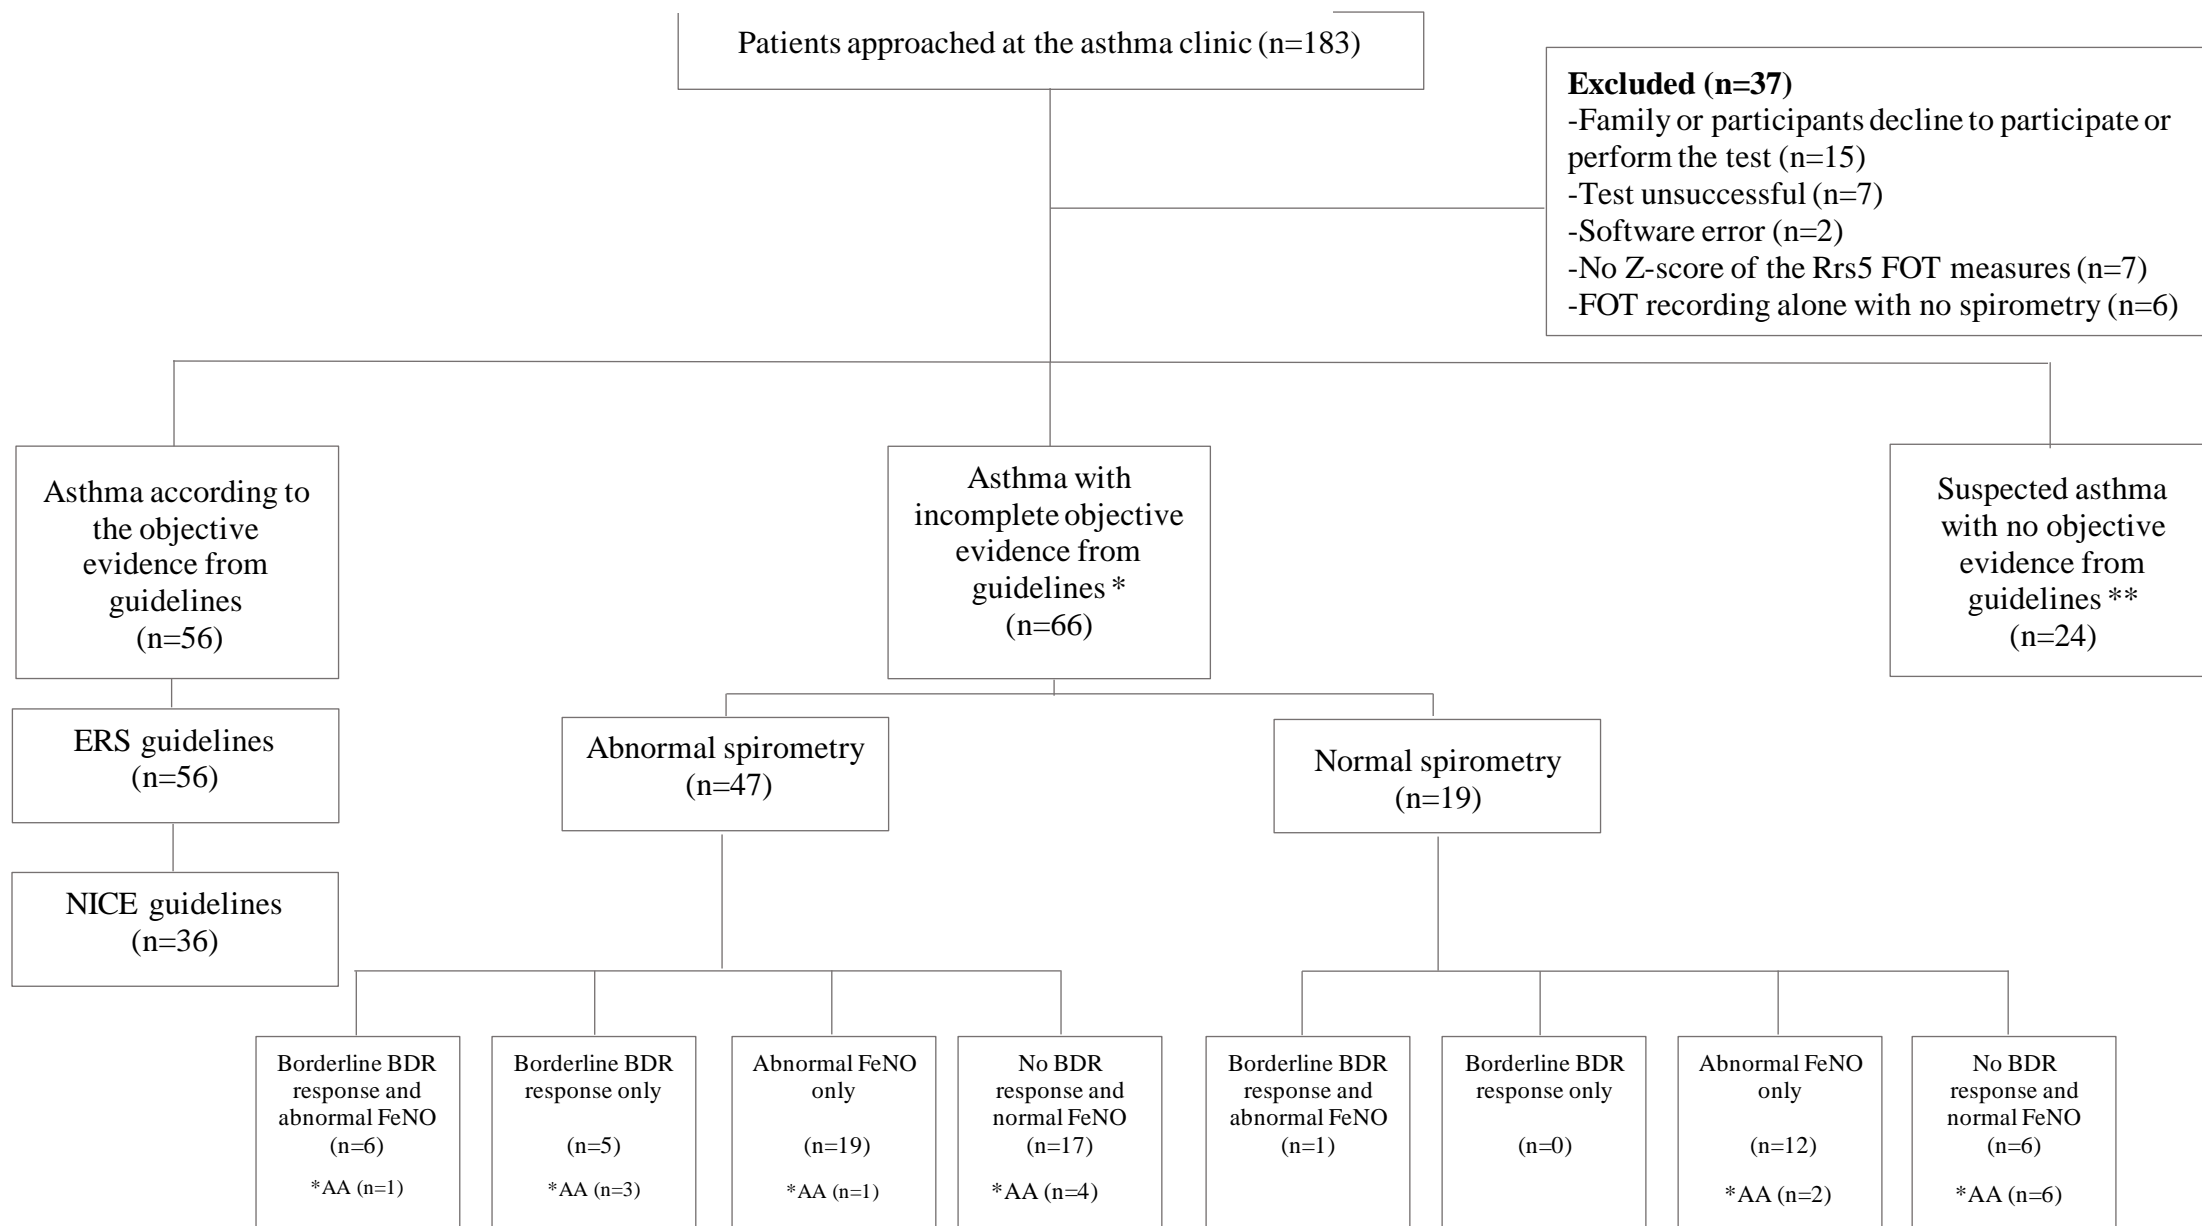 Patients approached at the asthma clinic (n=183)
Excluded (n=37)
-Family or participants decline to participate or
perform the test (n=15)
-Test unsuccessful (n=7)
-Software error (n=2)
-No Z-score of the Rrs5 FOT measures (n=7)
-FOT recording alone with no spirometry (n=6)
Asthma according to
the objective
evidence from
guidelines
(n=56)
Asthma with
incomplete objective
evidence from
guidelines *
(n=66)
Suspected asthma
with no objective
evidence from
guidelines **
(n=24)
ERS guidelines
(n=56)
NICE guidelines
(n=36)
Abnormal spirometry
(n=47)
Normal spirometry
(n=19)
Borderline BDR
response and
abnormal FeNO
(n=6)
*AA (n=1)
Borderline BDR
response only
(n=5)
*AA (n=3)
Abnormal FeNO
only
(n=19)
*AA (n=1)
No BDR
response and
normal FeNO
(n=17)
*AA (n=4)
Borderline BDR
response and
abnormal FeNO
(n=1)
Borderline BDR
response only
(n=0)
Abnormal FeNO
only
(n=12)
*AA (n=2)
No BDR
response and
normal FeNO
(n=6)
*AA (n=6)